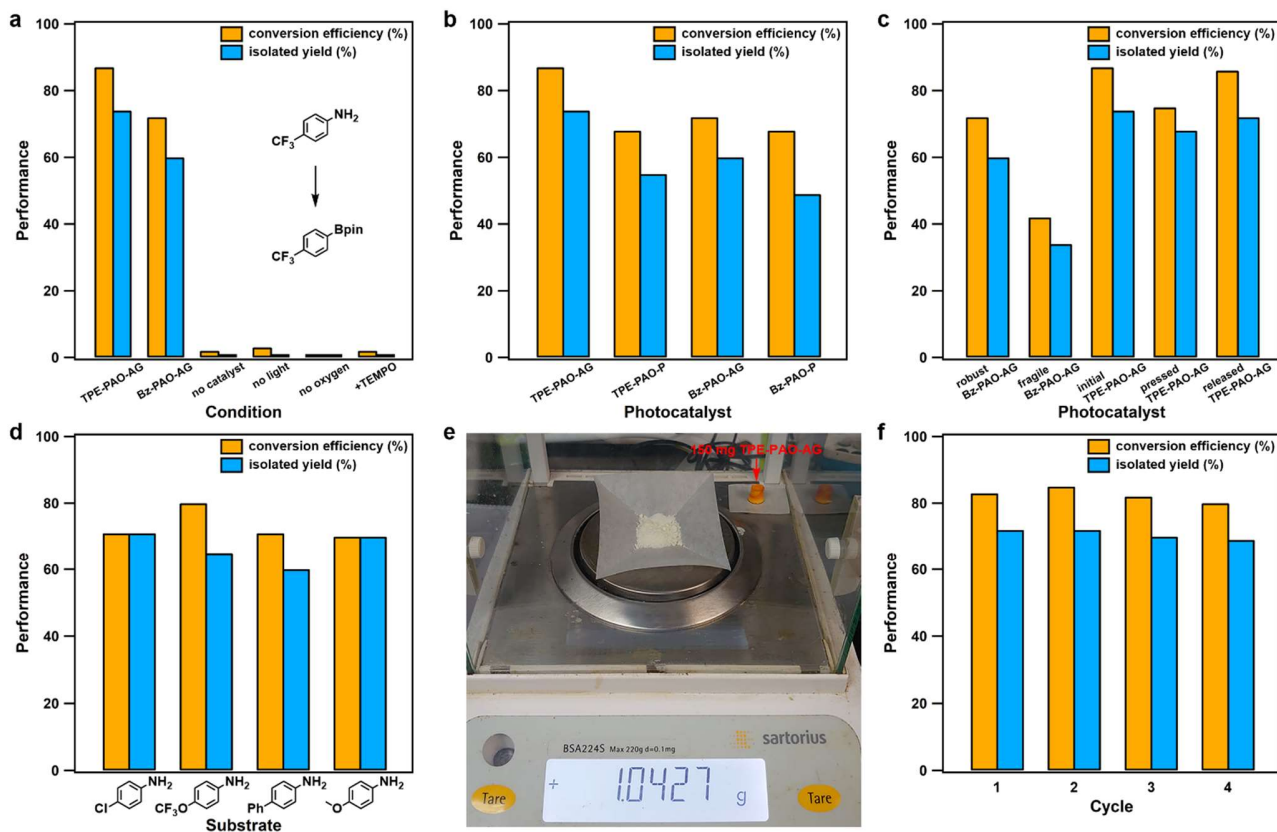 a
conversion efficiency (%)
isolated yield (%)
NH2
CF3
Bpin
CF3
Performance
100
80
60
40
20
0
TPE-PAO-AG
Bz-PAO-AG
no catalyst
no light
no oxygen
+TEMPO
Condition
b
conversion efficiency (%)
isolated yield (%)
Performance
100
80
60
40
20
0
TPE-PAO-AG
TPE-PAO-P
Bz-PAO-AG
Bz-PAO-P
Photocatalyst
c
conversion efficiency (%)
isolated yield (%)
Performance
100
80
60
40
20
0
robust
Bz-PAO-AG
fragile
Bz-PAO-AG
initial
TPE-PAO-AG
pressed
TPE-PAO-AG
released
TPE-PAO-AG
Photocatalyst
d
conversion efficiency (%)
isolated yield (%)
Performance
100
80
60
40
20
0
NH2
Cl
NH2
CF3O
NH2
Ph
NH2
O
Substrate
e
150 mg TPE-PAO-AG
BSA224S Max 220g d=0.1mg
sartorius
Tare
+ 1.0427 g
Tare
f
conversion efficiency (%)
isolated yield (%)
Performance
100
80
60
40
20
0
1 2 3 4
Cycle